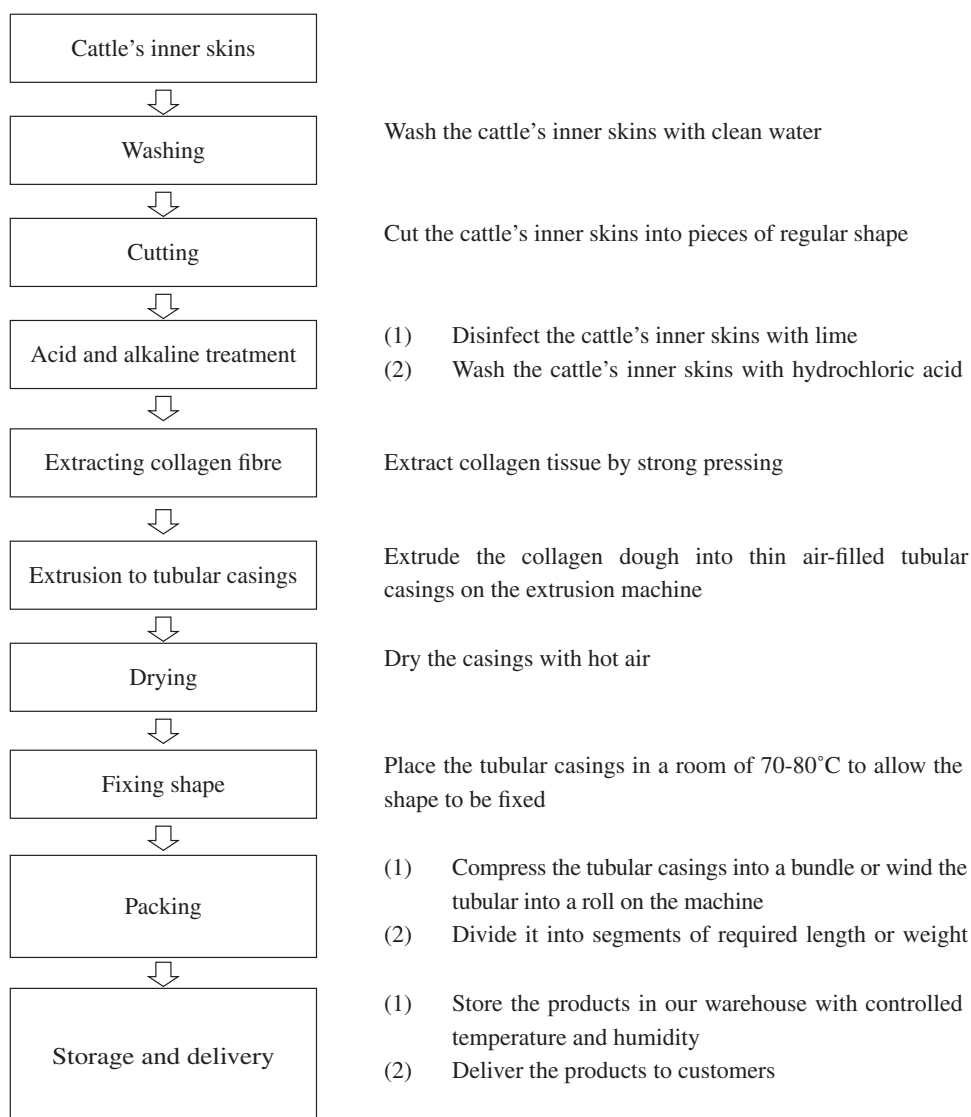 Cattle's inner skins
Washing
Wash the cattle's inner skins with clean water
Cutting
Cut the cattle's inner skins into pieces of regular shape
Acid and alkaline treatment
(1) Disinfect the cattle's inner skins with lime
(2) Wash the cattle's inner skins with hydrochloric acid
Extracting collagen fibre
Extract collagen tissue by strong pressing
Extrusion to tubular casings
Extrude the collagen dough into thin air-filled tubular
casings on the extrusion machine
Drying
Dry the casings with hot air
Fixing shape
Place the tubular casings in a room of 70-80˚C to allow the
shape to be fixed
Packing
(1) Compress the tubular casings into a bundle or wind the
tubular into a roll on the machine
(2) Divide it into segments of required length or weight
Storage and delivery
(1) Store the products in our warehouse with controlled
temperature and humidity
(2) Deliver the products to customers